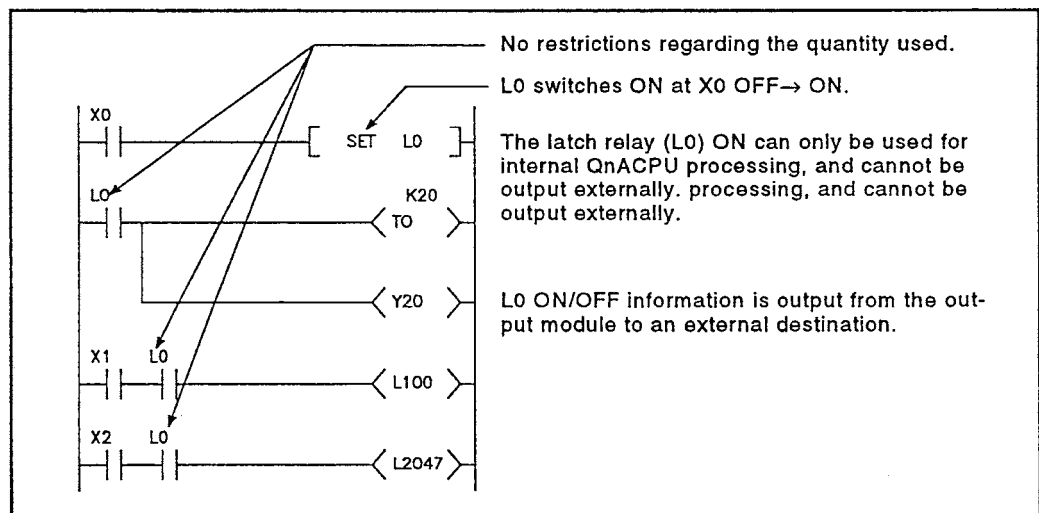 No restrictions regarding the quantity used.
L0 switches ON at X0 OFF→ ON.
X0
SET L0
The latch relay (L0) ON can only be used for
internal QnACPU processing, and cannot be
output externally. processing, and cannot be
output externally.
L0
K20
TO
Y20
L0 ON/OFF information is output from the out-
put module to an external destination.
X1 L0
L100
X2 L0
L2047